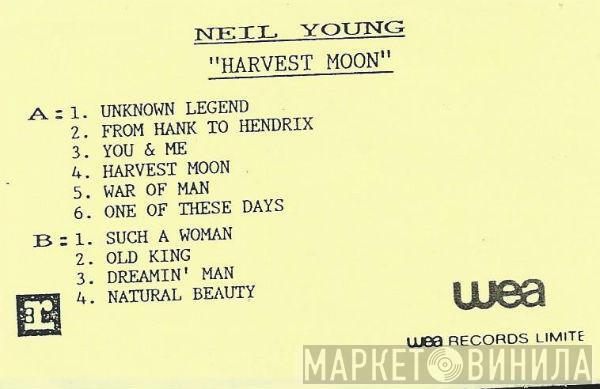 NEIL YOUNG
"HARVEST MOON"
A: 1. UNKNOWN LEGEND
2. FROM HANK TO HENDRIX
3. YOU & ME
4. HARVEST MOON
5. WAR OF MAN
6. ONE OF THESE DAYS
B: 1. SUCH A WOMAN
2. OLD KING
3. DREAMIN' MAN
4. NATURAL BEAUTY
r
wea
wea RECORDS LIMITE
МАРКЕТ ВИНИЛА